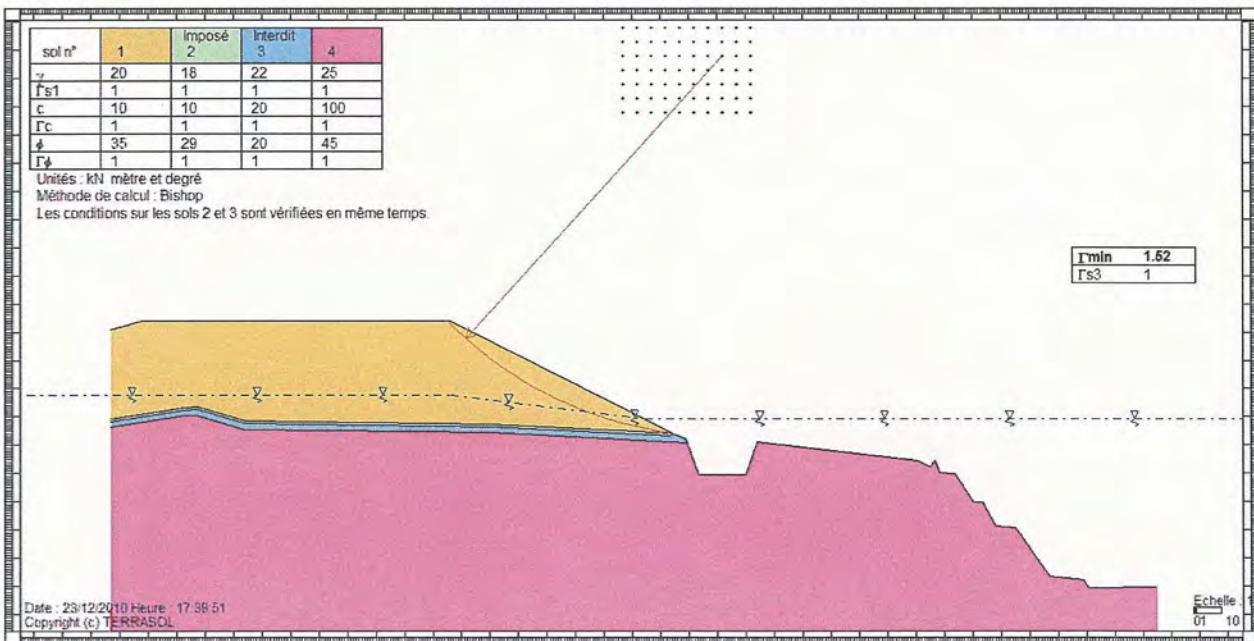 Imposé Interdit
sol n° 1 2 3 4
γ 20 18 22 25
Γs1 1 1 1 1
c 10 10 20 100
Γc 1 1 1 1
ϕ 35 29 20 45
Γϕ 1 1 1 1
Unités : kN mètre et degré
Méthode de calcul : Bishop
Les conditions sur les sols 2 et 3 sont vérifiées en même temps.
Γmin 1.52
Γs3 1
Date : 23/12/2010 Heure : 17:39:51
Copyright (c) TERRASOL
Echelle :
01 10